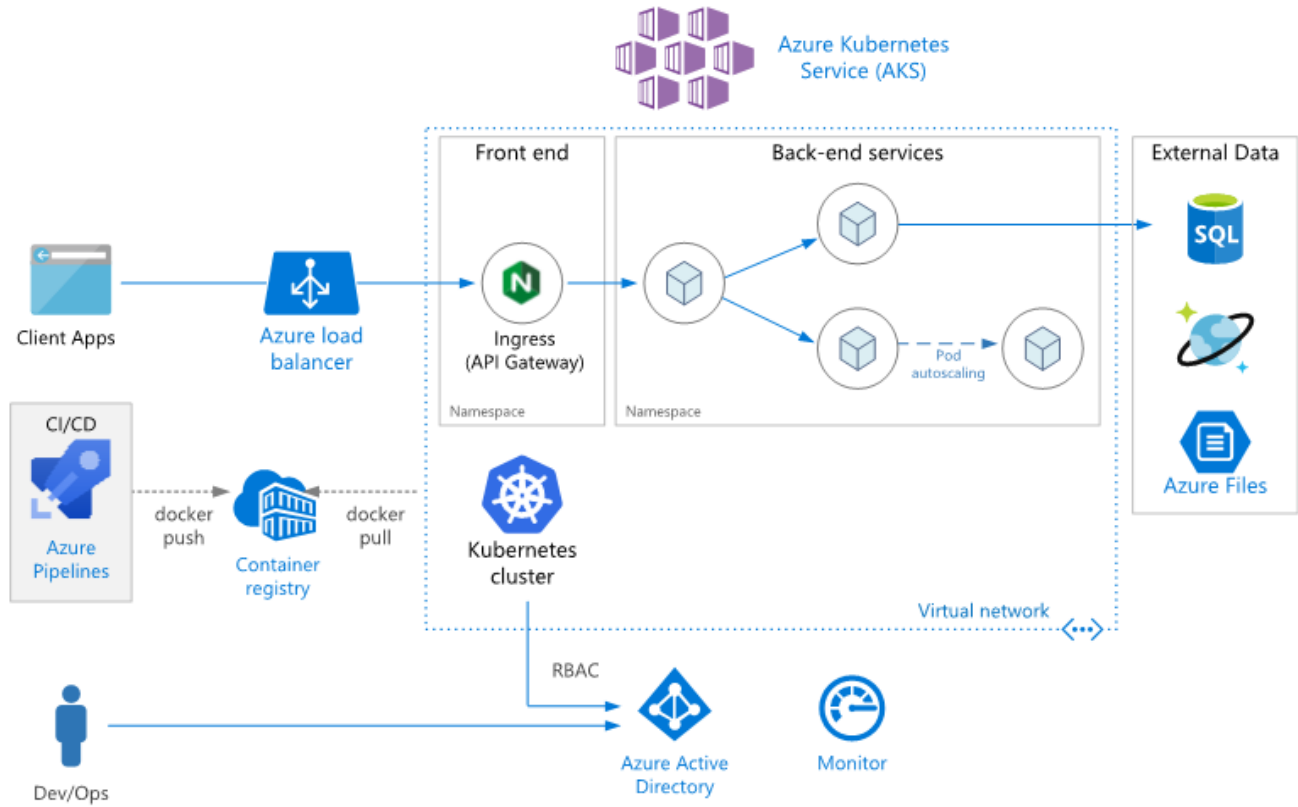 Azure Kubernetes
Service (AKS)
Front end
Back-end services
External Data
SQL
Client Apps
Azure load
balancer
N
Ingress
(API Gateway)
Pod
autoscaling
Namespace
Namespace
Azure Files
CI/CD
Azure
Pipelines
docker
push
Container
registry
docker
pull
Kubernetes
cluster
Virtual network
RBAC
Dev/Ops
Azure Active
Directory
Monitor